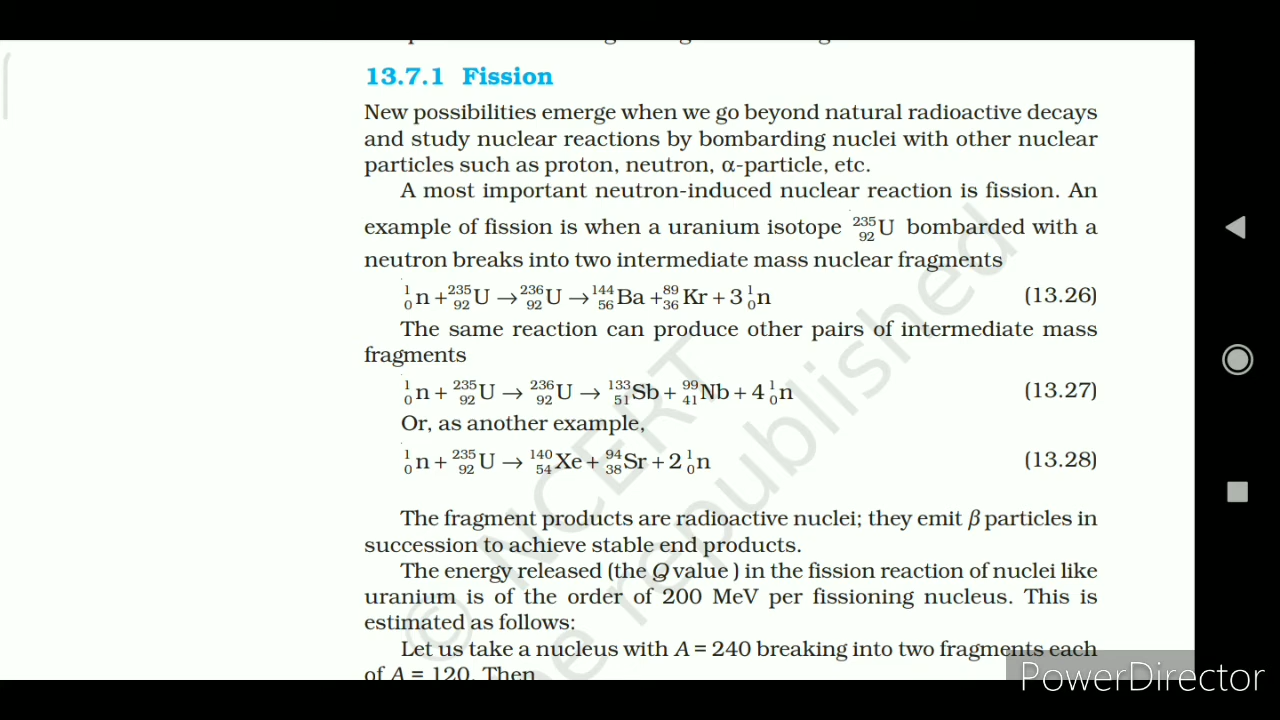 13.7.1 Fission
New possibilities emerge when we go beyond natural radioactive decays
and study nuclear reactions by bombarding nuclei with other nuclear
particles such as proton, neutron, α-particle, etc.
A most important neutron-induced nuclear reaction is fission. An
example of fission is when a uranium isotope ²³⁵₉₂U bombarded with a
neutron breaks into two intermediate mass nuclear fragments
¹₀n + ²³⁵₉₂U → ²³⁶₉₂U → ¹⁴⁴₅₆Ba + ⁸⁹₃₆Kr + 3 ¹₀n (13.26)
The same reaction can produce other pairs of intermediate mass
fragments
¹₀n + ²³⁵₉₂U → ²³⁶₉₂U → ¹³³₅₁Sb + ⁹⁹₄₁Nb + 4 ¹₀n (13.27)
Or, as another example,
¹₀n + ²³⁵₉₂U → ¹⁴⁰₅₄Xe + ⁹⁴₃₈Sr + 2 ¹₀n (13.28)
The fragment products are radioactive nuclei; they emit β particles in
succession to achieve stable end products.
The energy released (the Q value ) in the fission reaction of nuclei like
uranium is of the order of 200 MeV per fissioning nucleus. This is
estimated as follows:
Let us take a nucleus with A = 240 breaking into two fragments each
of A = 120. Then
© NCERT
be republished
PowerDirector